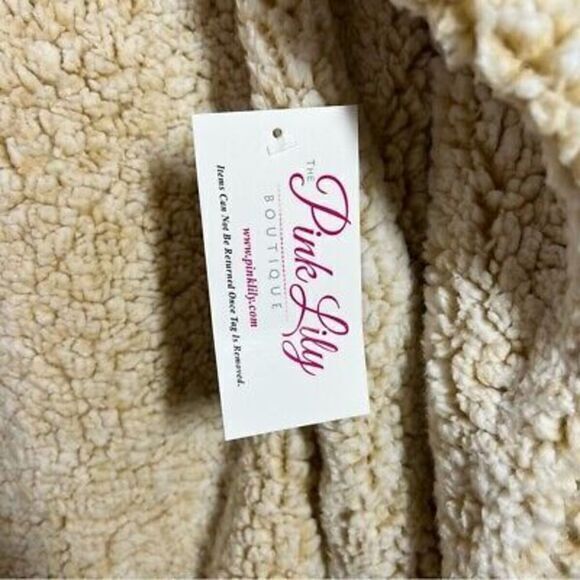 THE
Pink Lily
BOUTIQUE
www.pinklily.com
Items Can Not Be Returned Once Tag Is Removed.